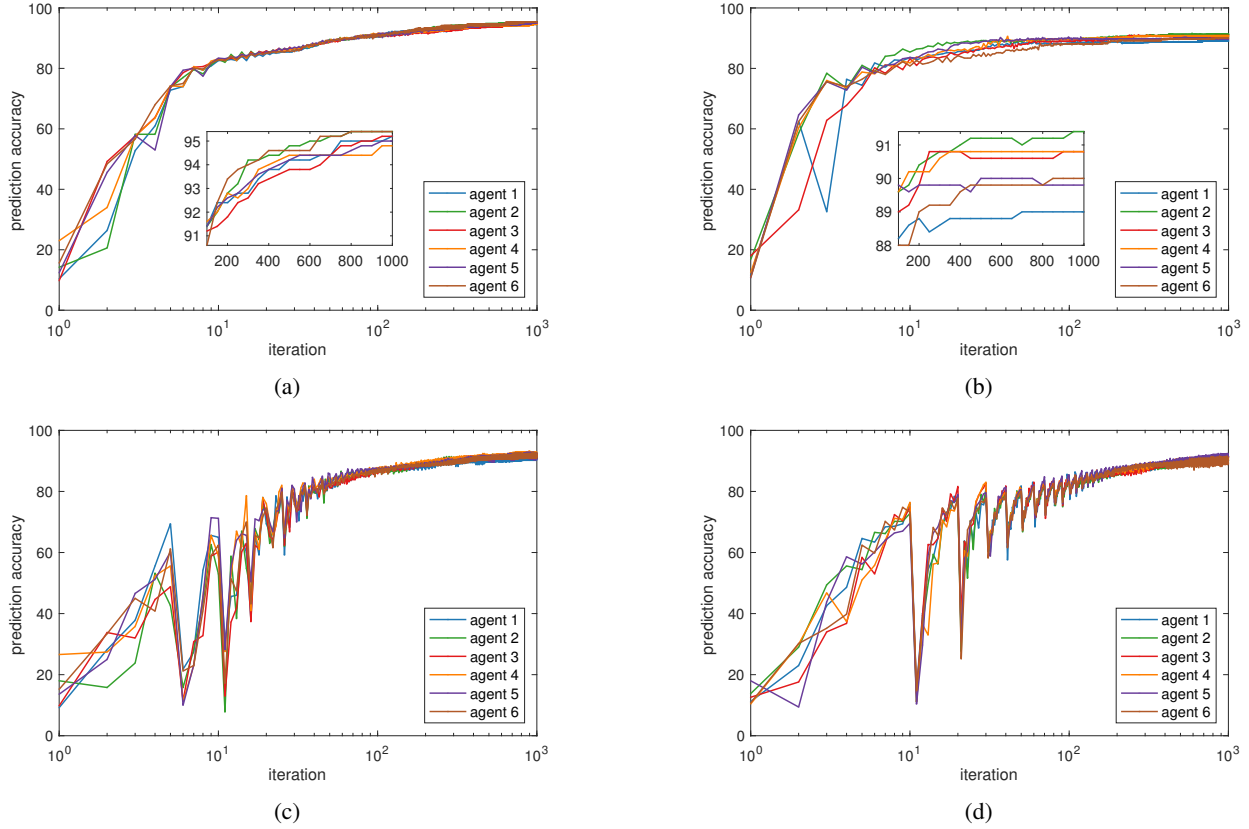 100
80
60
40
20
0
prediction accuracy
95
94
93
92
91
200 400 600 800 1000
agent 1
agent 2
agent 3
agent 4
agent 5
agent 6
10^0 10^1 10^2 10^3
iteration
(a)
100
80
60
40
20
0
prediction accuracy
91
90
89
88
200 400 600 800 1000
agent 1
agent 2
agent 3
agent 4
agent 5
agent 6
10^0 10^1 10^2 10^3
iteration
(b)
100
80
60
40
20
0
prediction accuracy
agent 1
agent 2
agent 3
agent 4
agent 5
agent 6
10^0 10^1 10^2 10^3
iteration
(c)
100
80
60
40
20
0
prediction accuracy
agent 1
agent 2
agent 3
agent 4
agent 5
agent 6
10^0 10^1 10^2 10^3
iteration
(d)